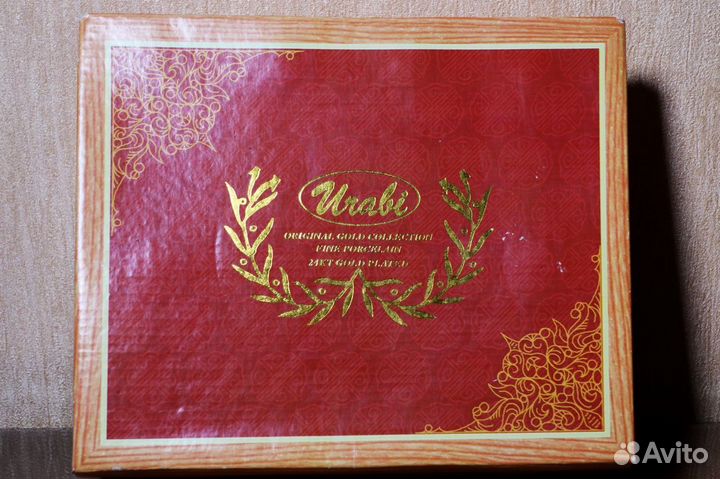 Urabi
ORIGINAL GOLD COLLECTION
FINE PORCELAIN
24KT GOLD PLATED
Avito